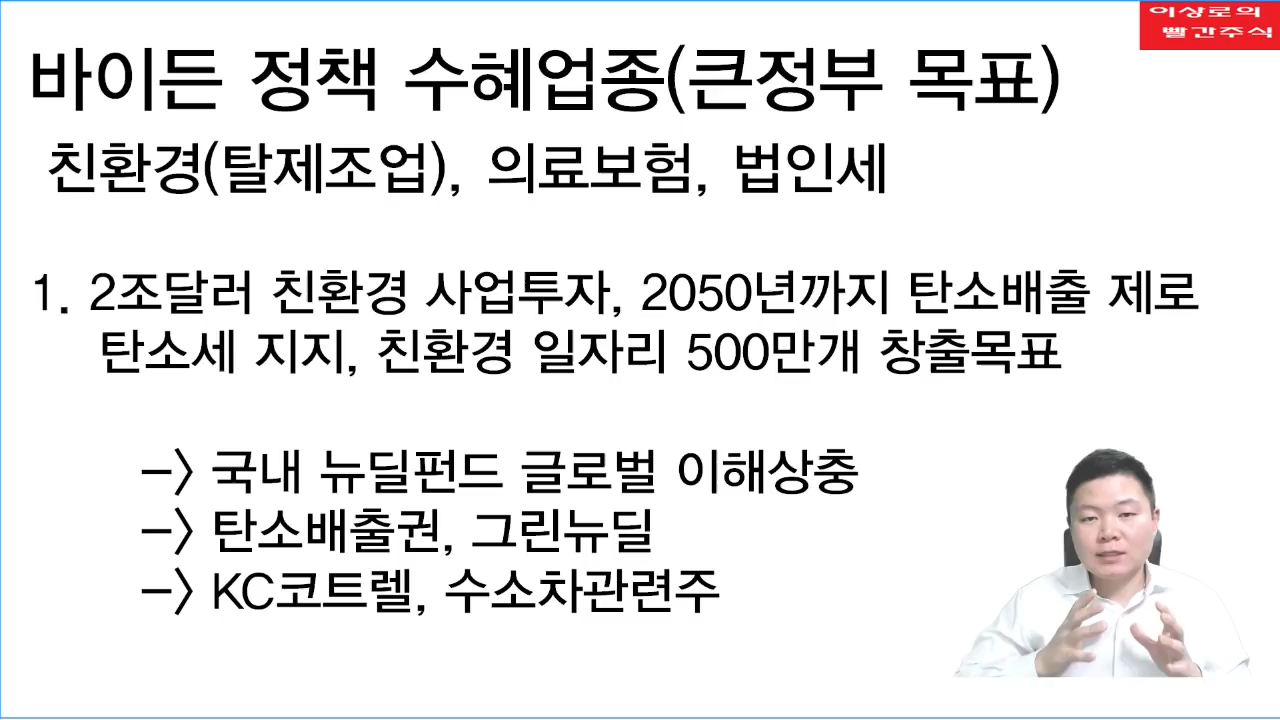 이상로의
빨간주식
바이든 정책 수혜업종(큰정부 목표)
친환경(탈제조업), 의료보험, 법인세
1. 2조달러 친환경 사업투자, 2050년까지 탄소배출 제로
탄소세 지지, 친환경 일자리 500만개 창출목표
-> 국내 뉴딜펀드 글로벌 이해상충
-> 탄소배출권, 그린뉴딜
-> KC코트렐, 수소차관련주